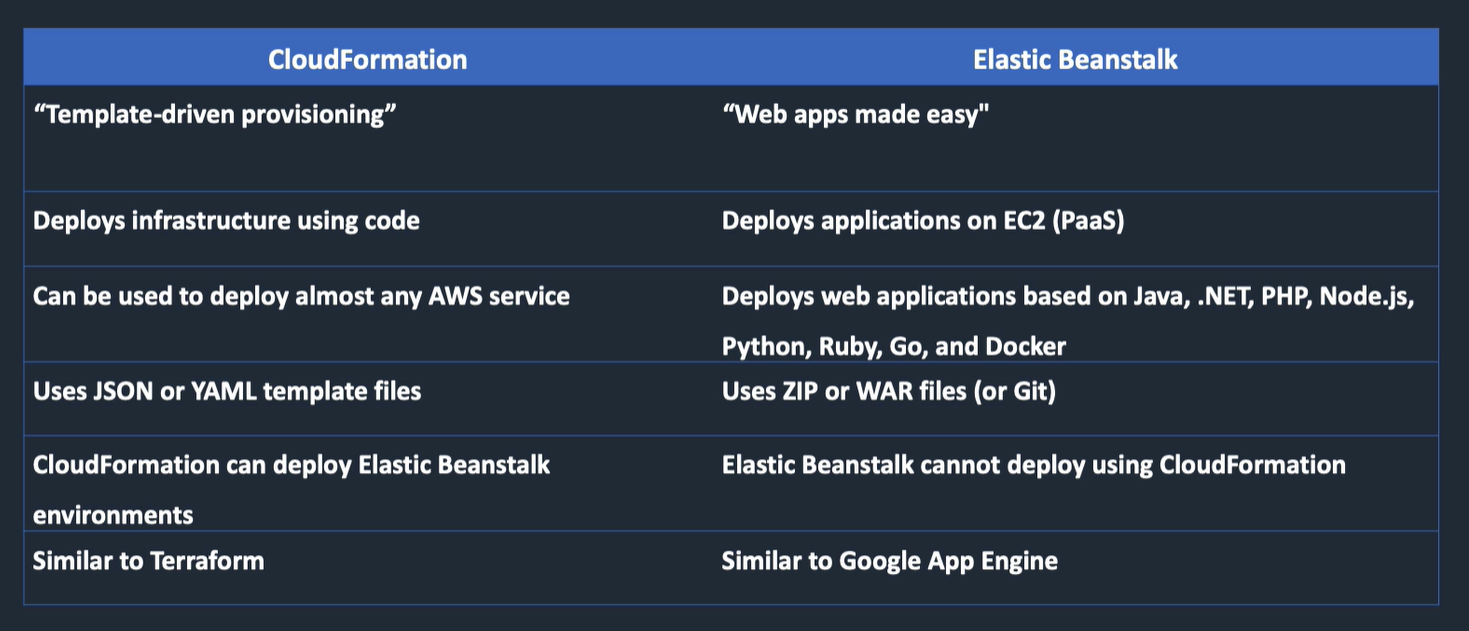 CloudFormation
Elastic Beanstalk
“Template-driven provisioning”
“Web apps made easy"
Deploys infrastructure using code
Deploys applications on EC2 (PaaS)
Can be used to deploy almost any AWS service
Deploys web applications based on Java, .NET, PHP, Node.js,
Python, Ruby, Go, and Docker
Uses JSON or YAML template files
Uses ZIP or WAR files (or Git)
CloudFormation can deploy Elastic Beanstalk
environments
Elastic Beanstalk cannot deploy using CloudFormation
Similar to Terraform
Similar to Google App Engine